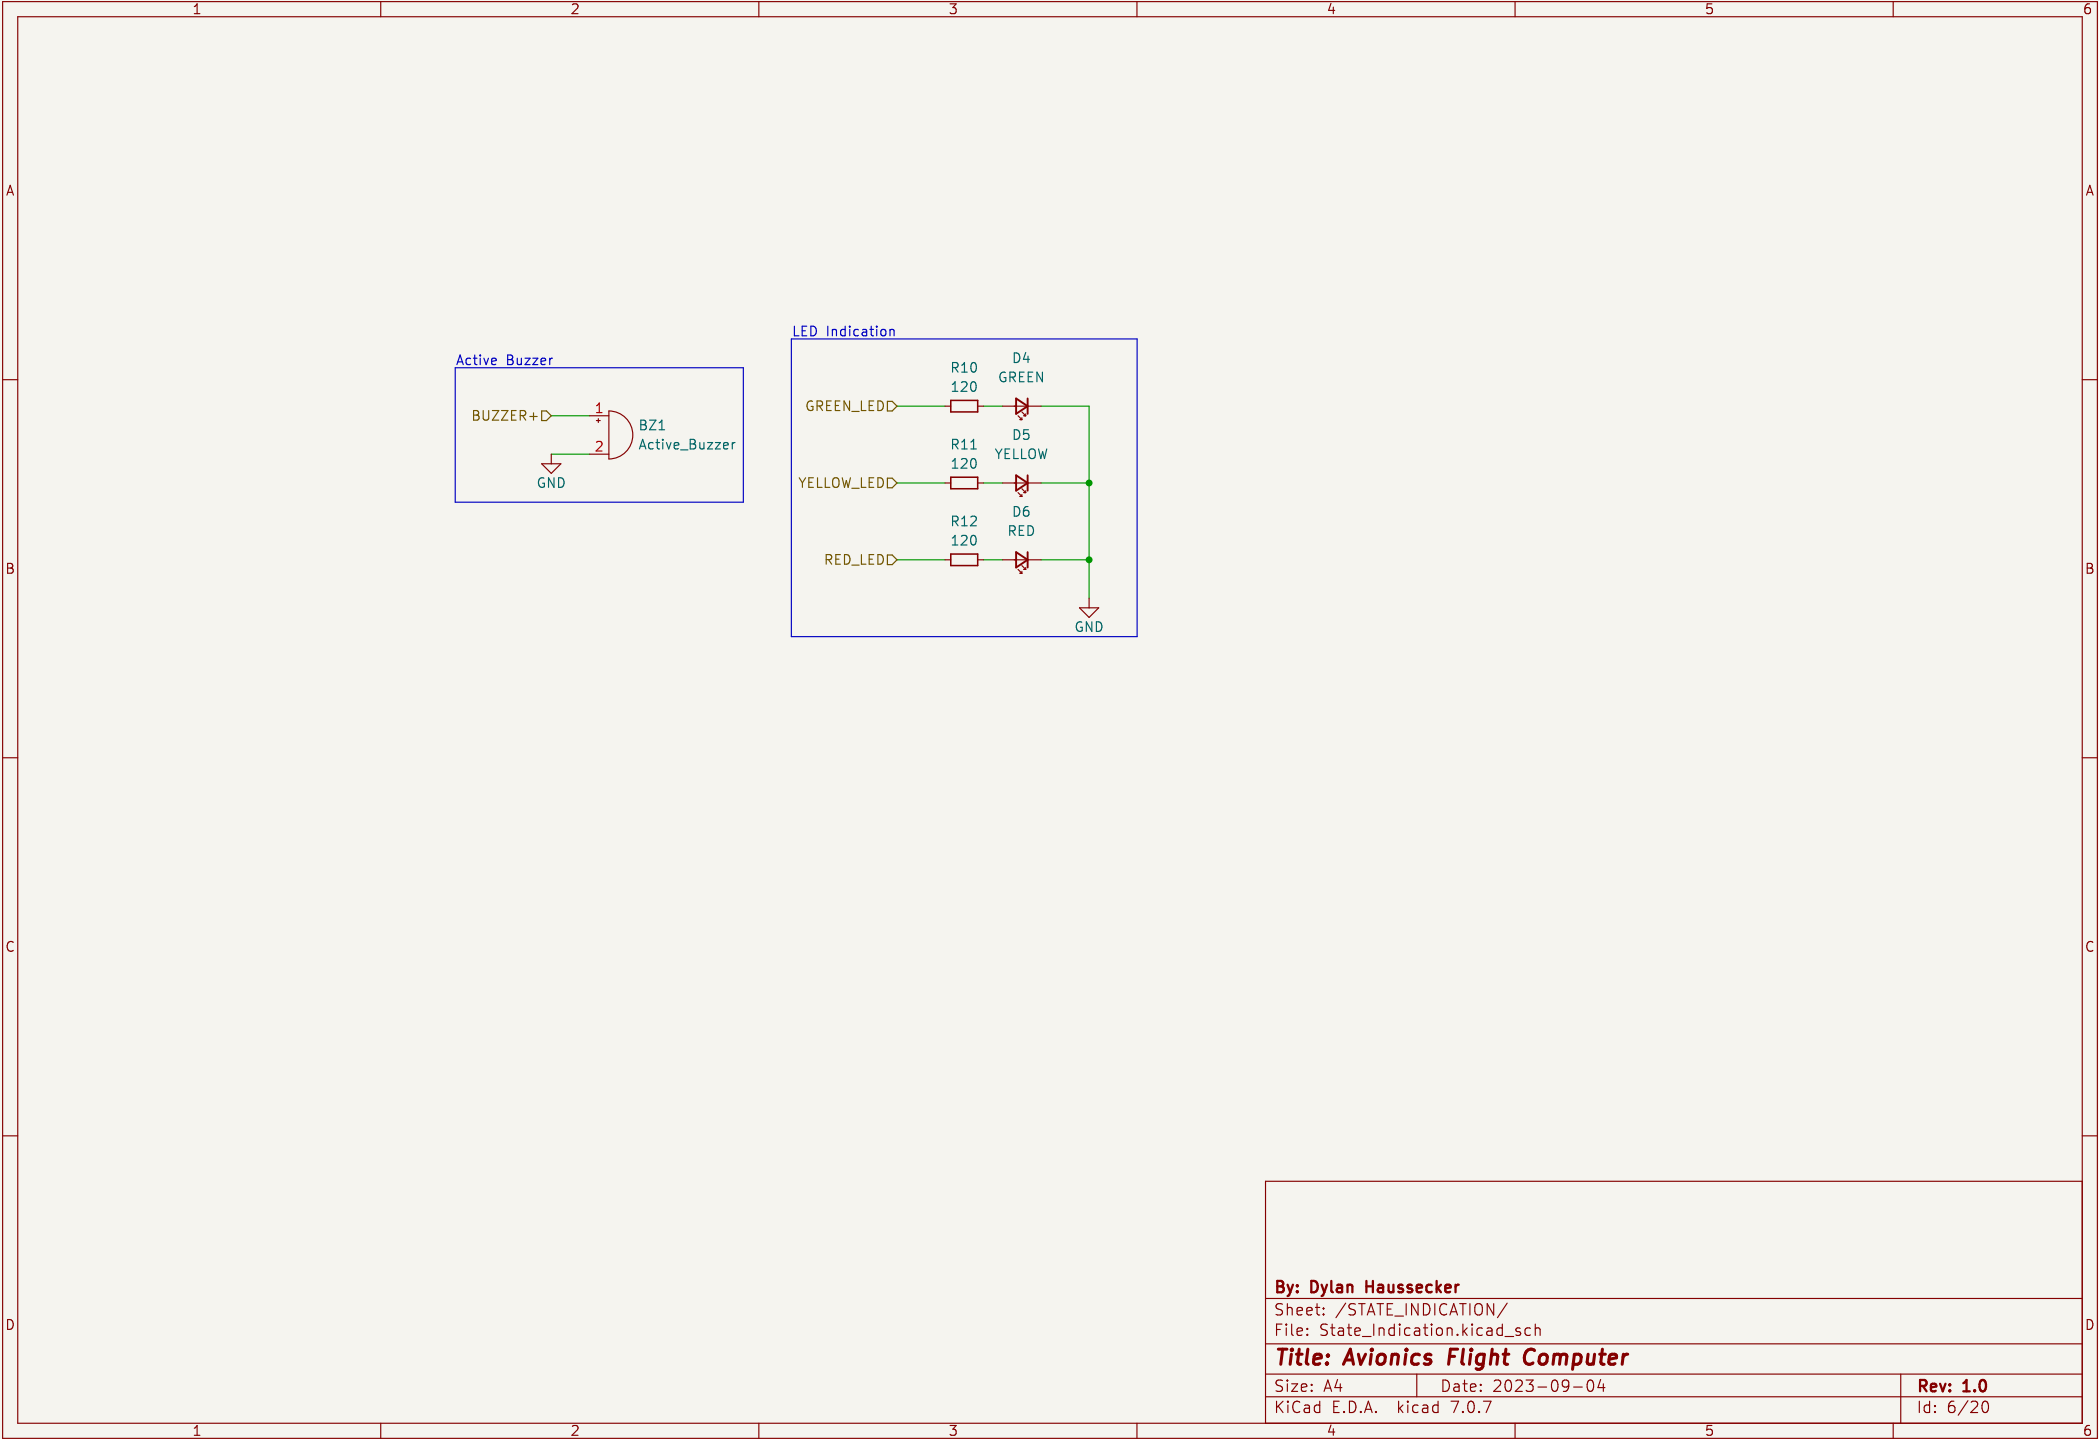 1 2 3 4 5 6
A A
LED Indication
Active Buzzer
D4
GREEN
R10
120
GREEN_LED
BUZZER+
1
+
2
BZ1
Active_Buzzer
GND
D5
YELLOW
R11
120
YELLOW_LED
D6
RED
R12
120
RED_LED
GND
B B
C C
D D
By: Dylan Haussecker
Sheet: /STATE_INDICATION/
File: State_Indication.kicad_sch
Title: Avionics Flight Computer
Size: A4 Date: 2023-09-04 Rev: 1.0
KiCad E.D.A. kicad 7.0.7 Id: 6/20
1 2 3 4 5 6